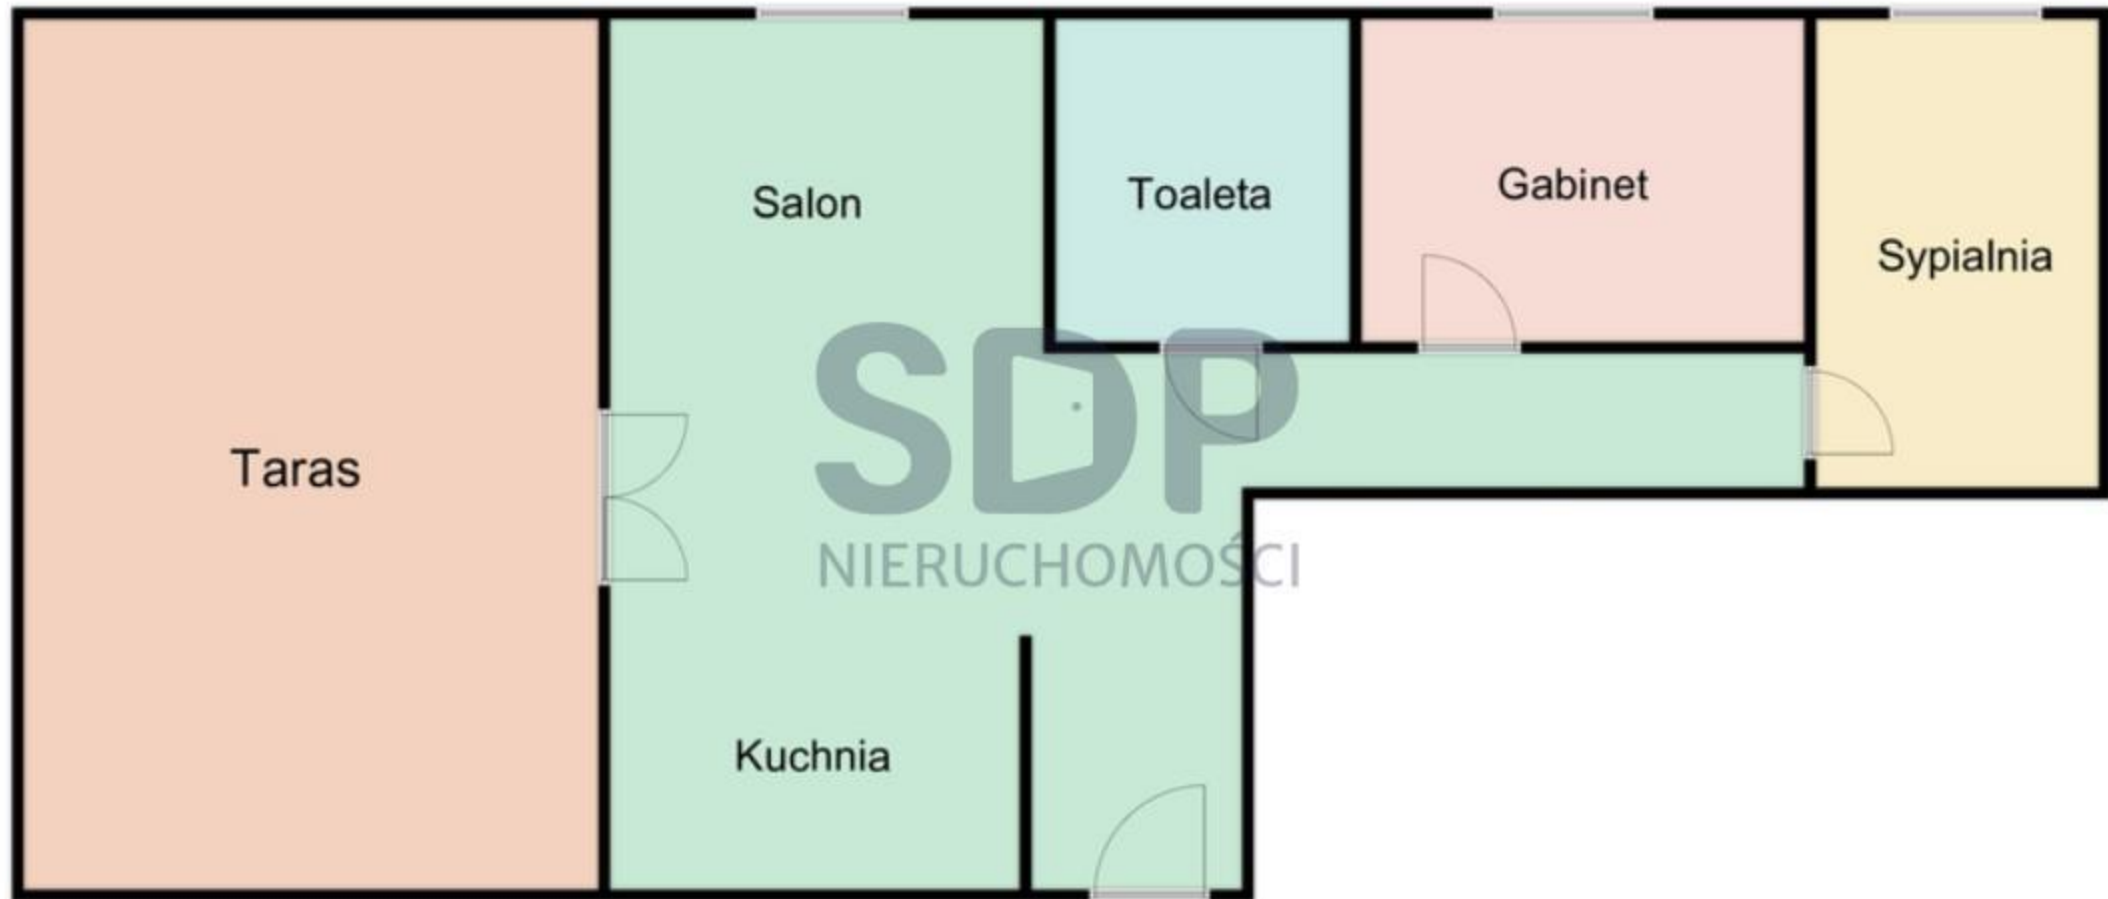 Salon
Toaleta
Gabinet
Sypialnia
Taras
SDP
NIERUCHOMOŚCI
Kuchnia